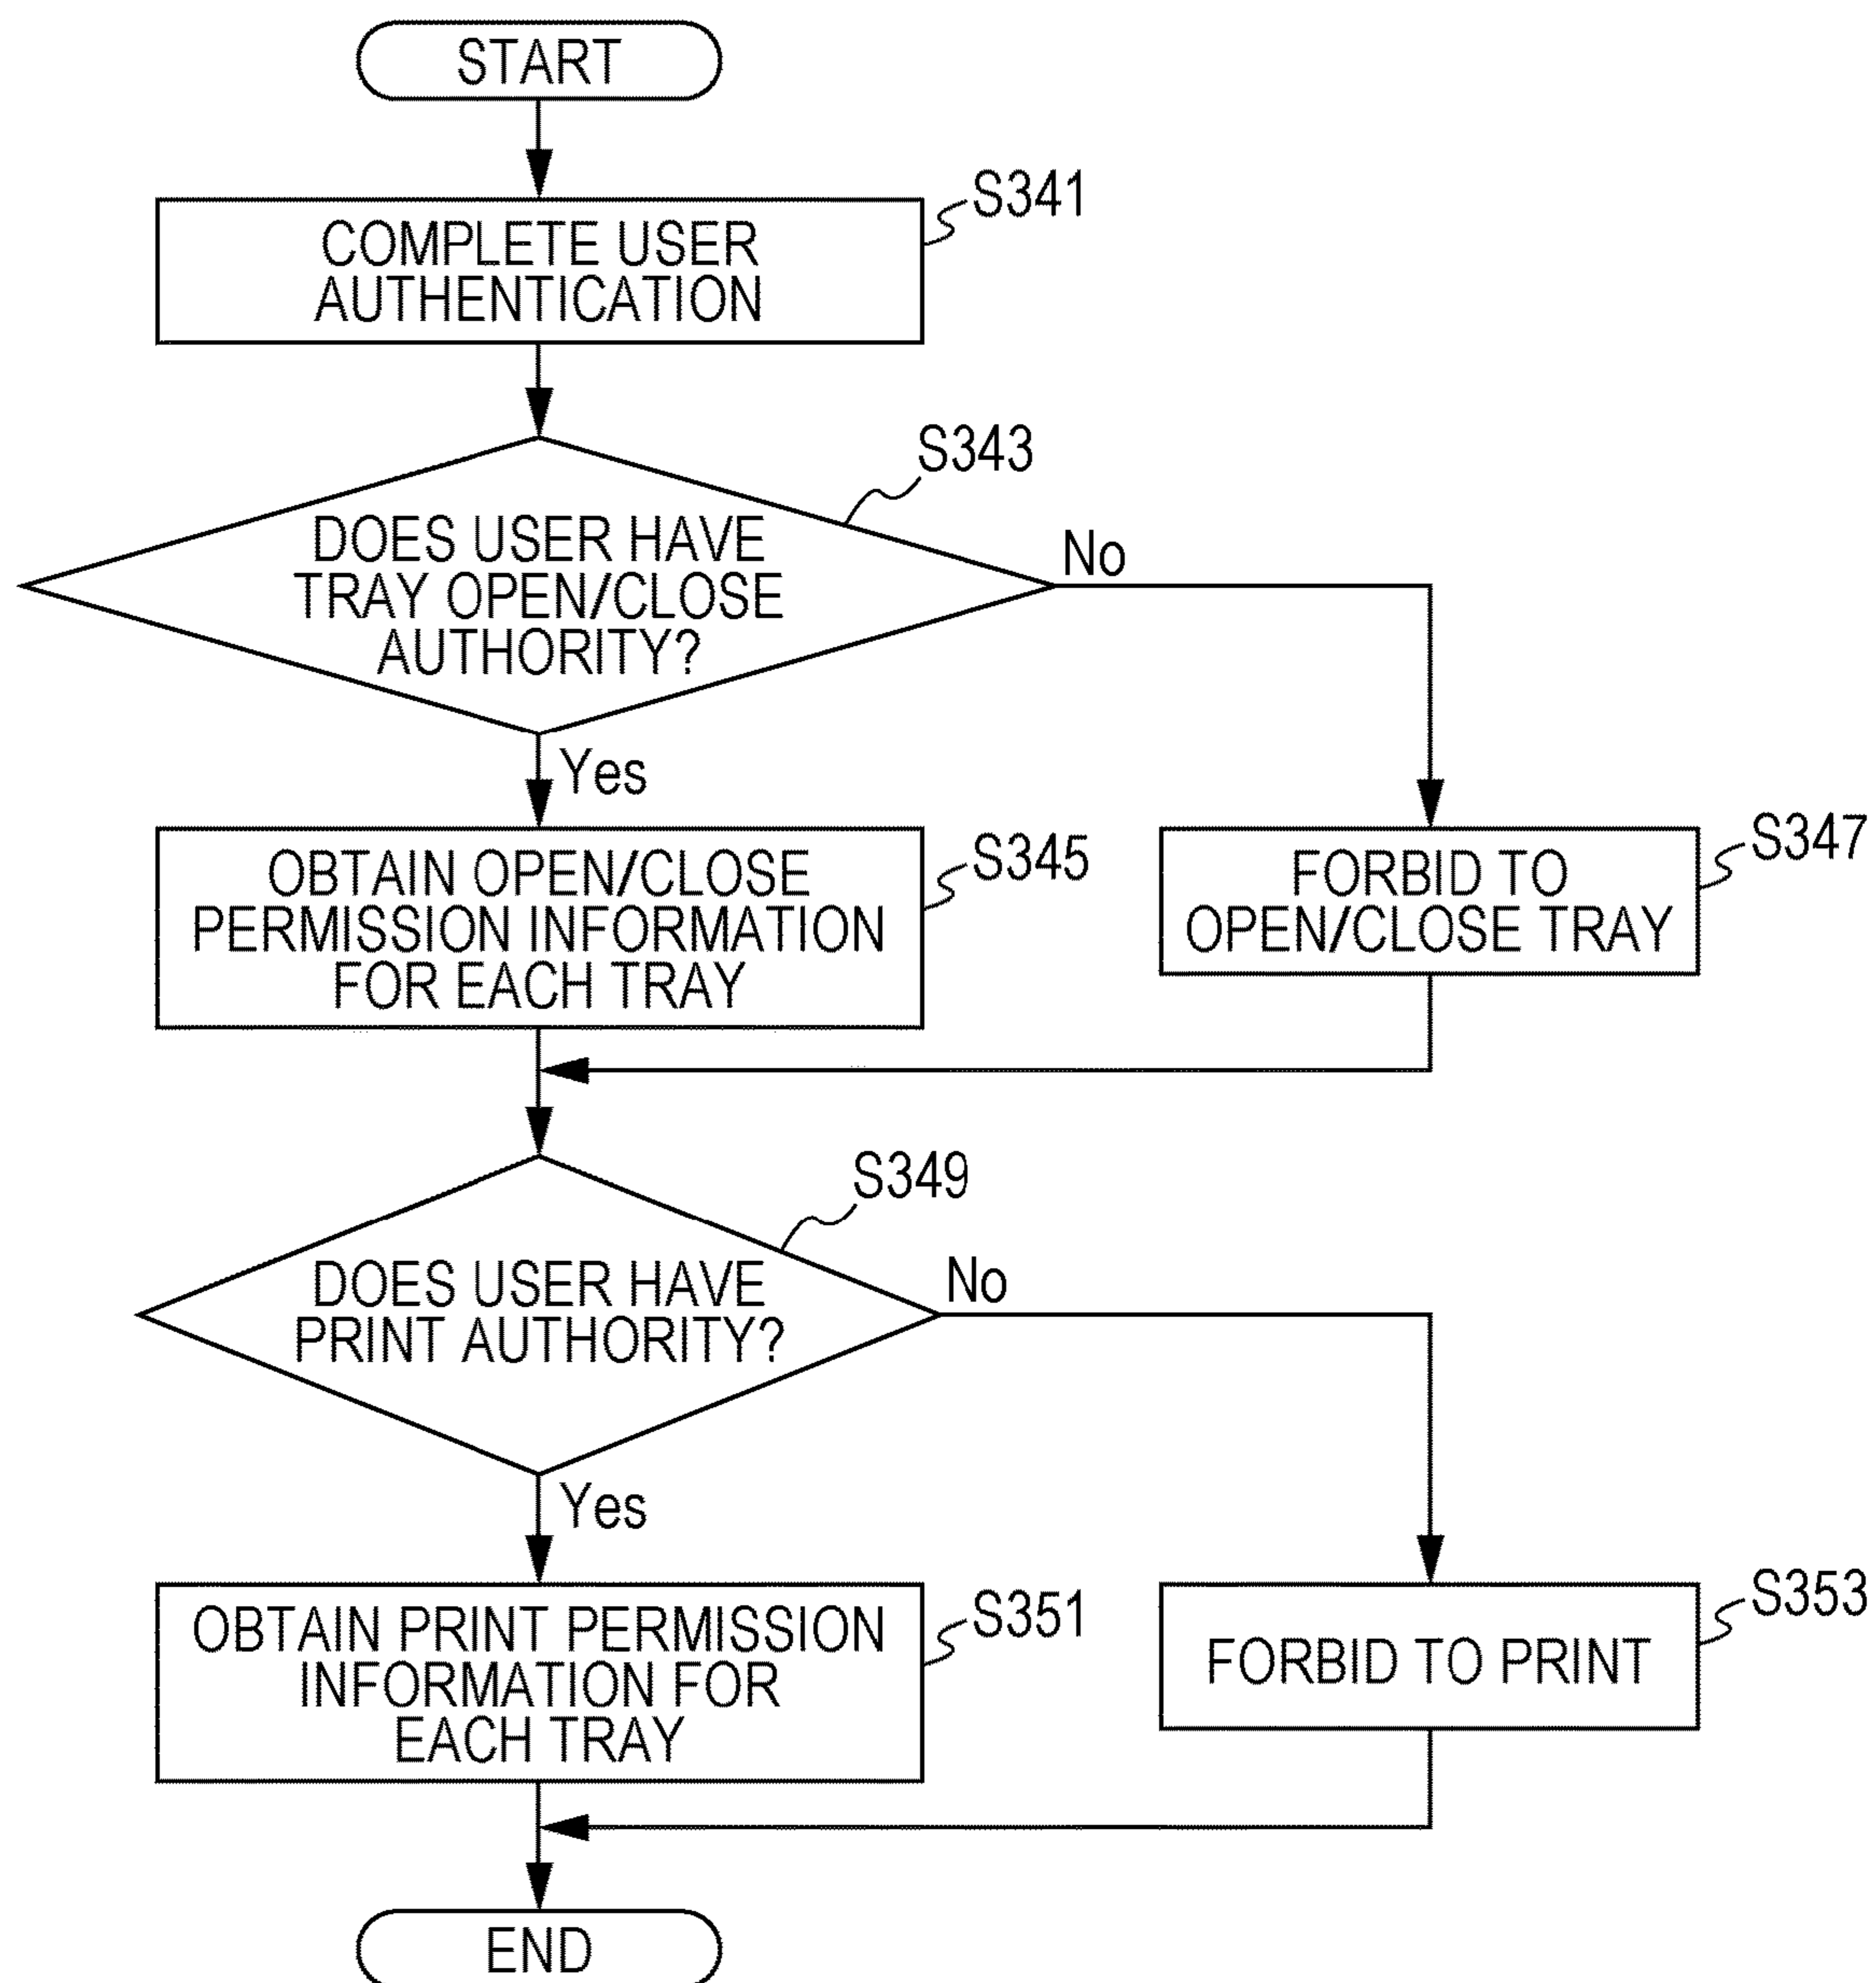 START
COMPLETE USER
AUTHENTICATION
S341
DOES USER HAVE
TRAY OPEN/CLOSE
AUTHORITY?
S343
No
Yes
OBTAIN OPEN/CLOSE
PERMISSION INFORMATION
FOR EACH TRAY
S345
FORBID TO
OPEN/CLOSE TRAY
S347
DOES USER HAVE
PRINT AUTHORITY?
S349
No
Yes
OBTAIN PRINT PERMISSION
INFORMATION FOR
EACH TRAY
S351
FORBID TO PRINT
S353
END